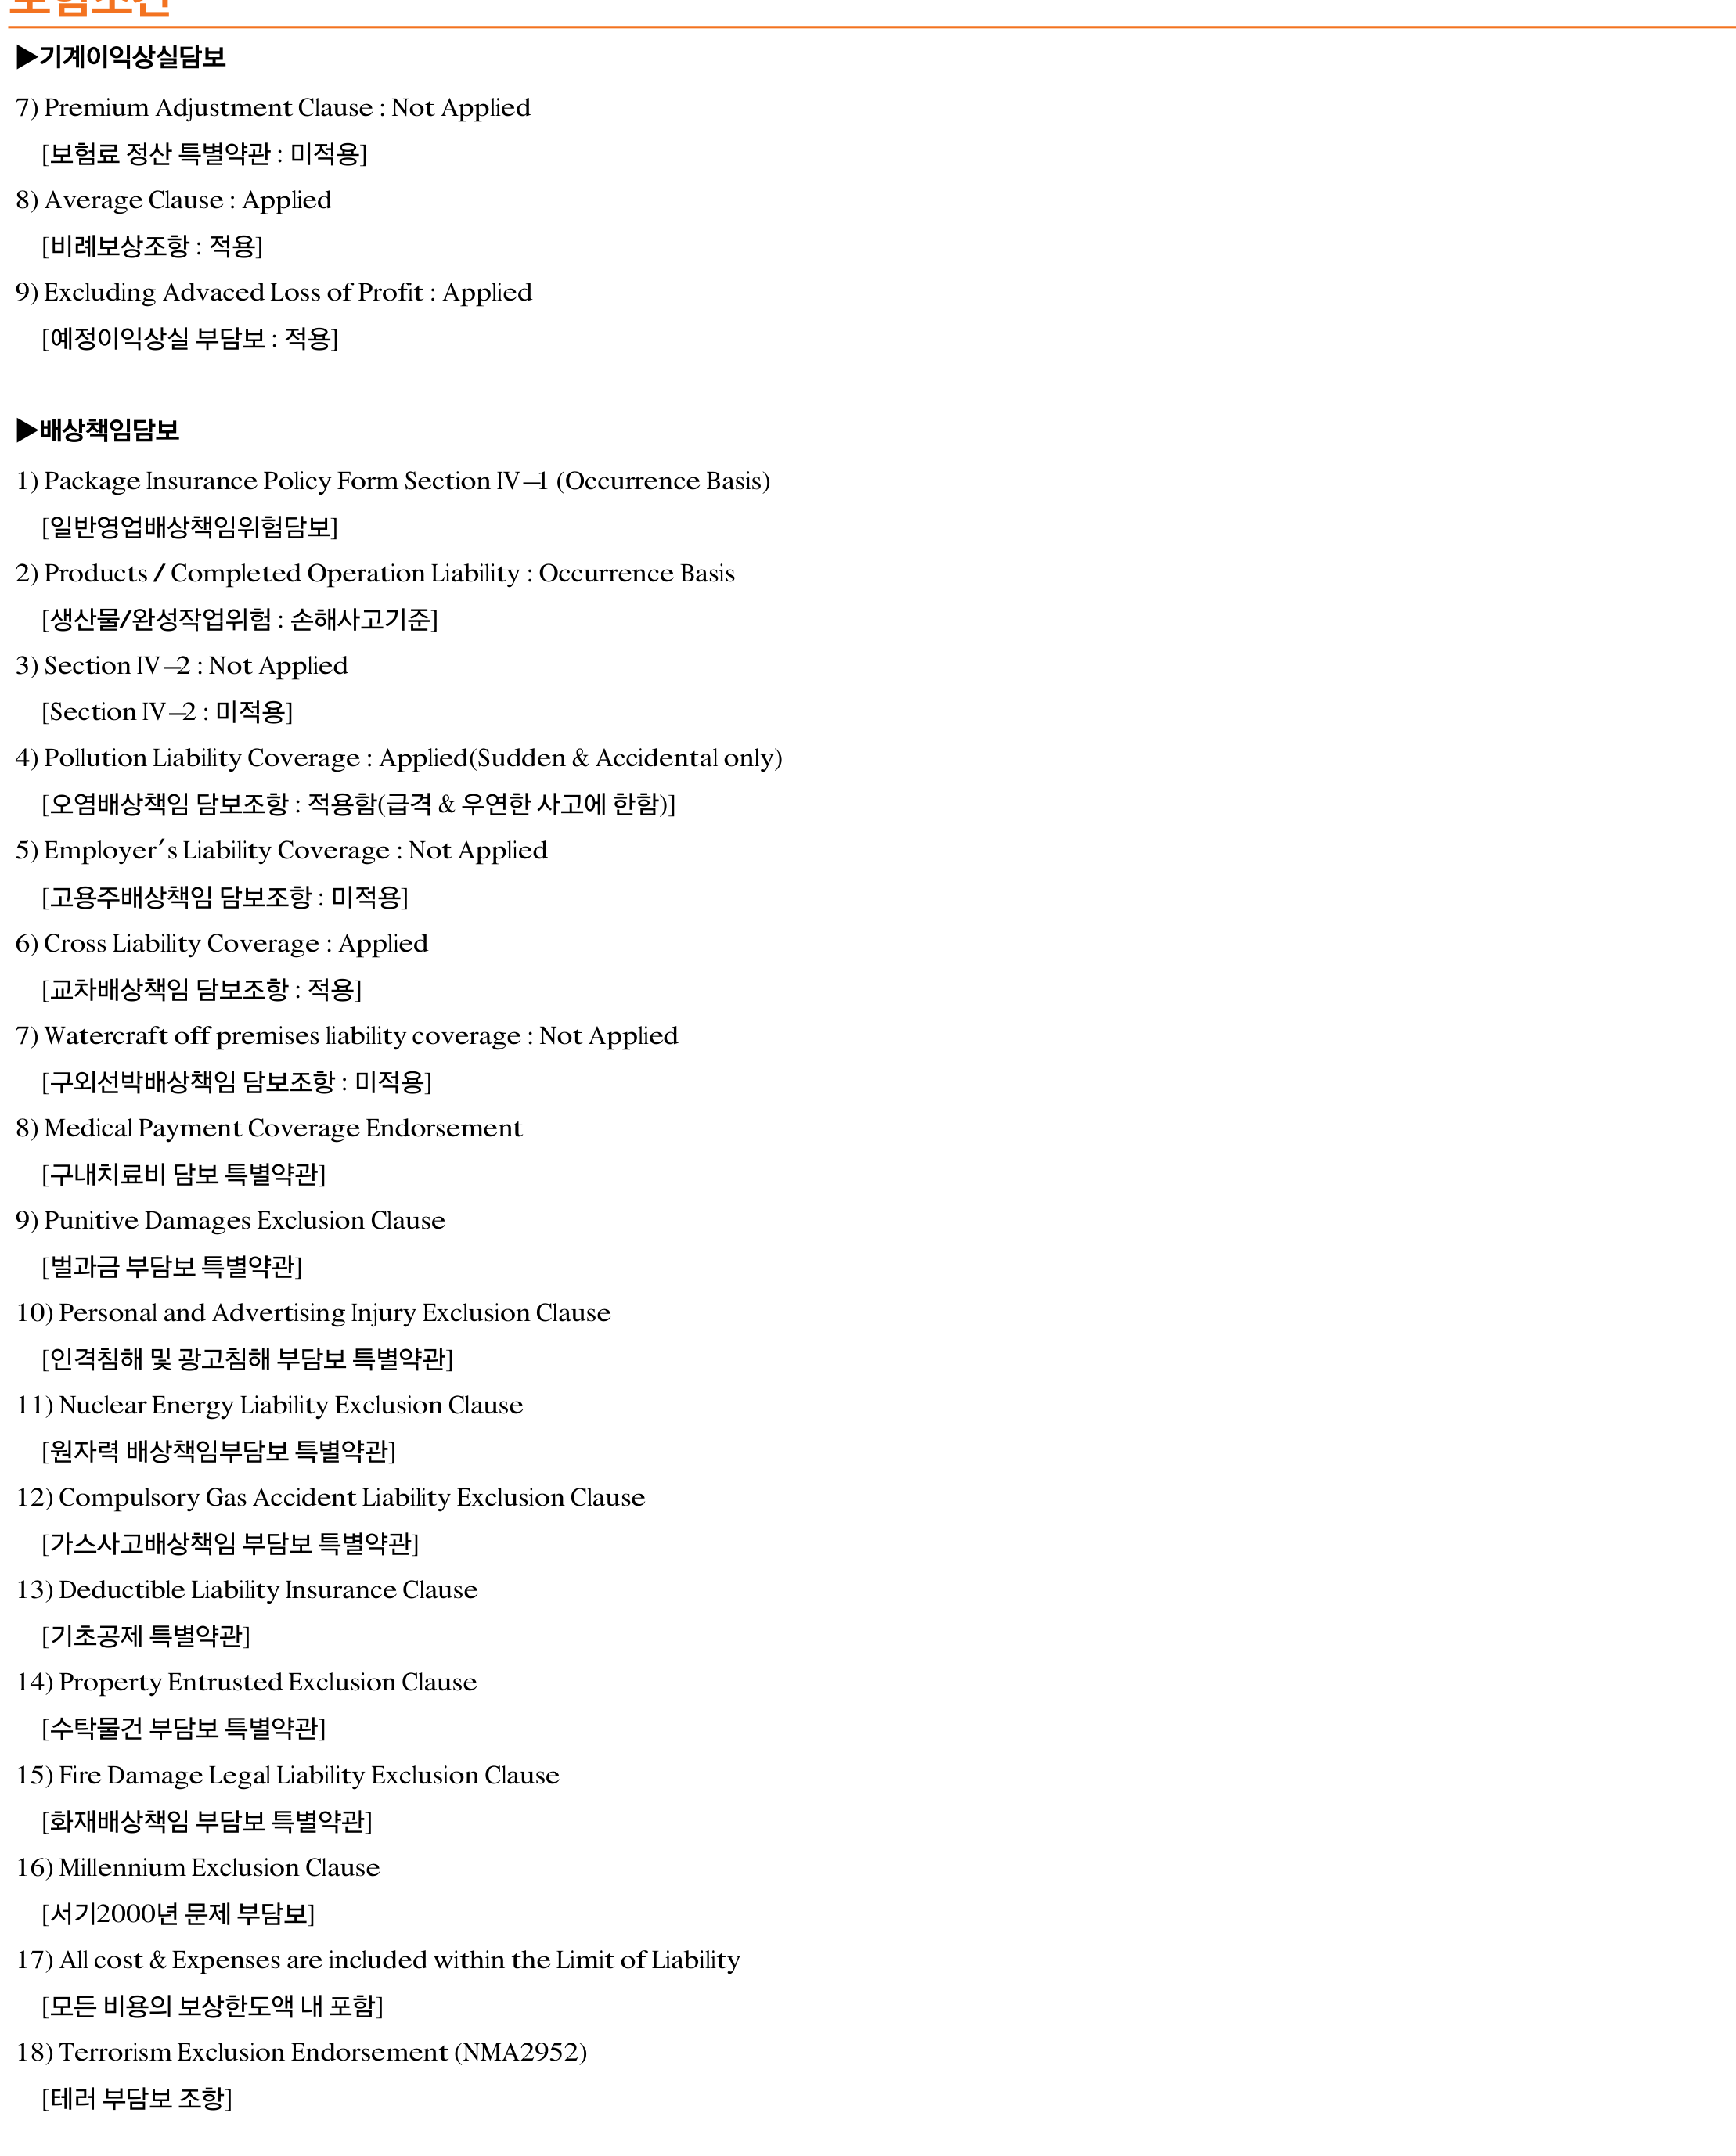 보험조건
▶기계이익상실담보
7) Premium Adjustment Clause : Not Applied
[보험료 정산 특별약관 : 미적용]
8) Average Clause : Applied
[비례보상조항 : 적용]
9) Excluding Advaced Loss of Profit : Applied
[예정이익상실 부담보 : 적용]
▶배상책임담보
1) Package Insurance Policy Form Section IV-1 (Occurrence Basis)
[일반영업배상책임위험담보]
2) Products / Completed Operation Liability : Occurrence Basis
[생산물/완성작업위험 : 손해사고기준]
3) Section IV-2 : Not Applied
[Section IV-2 : 미적용]
4) Pollution Liability Coverage : Applied(Sudden & Accidental only)
[오염배상책임 담보조항 : 적용함(급격 & 우연한 사고에 한함)]
5) Employer's Liability Coverage : Not Applied
[고용주배상책임 담보조항 : 미적용]
6) Cross Liability Coverage : Applied
[교차배상책임 담보조항 : 적용]
7) Watercraft off premises liability coverage : Not Applied
[구외선박배상책임 담보조항 : 미적용]
8) Medical Payment Coverage Endorsement
[구내치료비 담보 특별약관]
9) Punitive Damages Exclusion Clause
[벌과금 부담보 특별약관]
10) Personal and Advertising Injury Exclusion Clause
[인격침해 및 광고침해 부담보 특별약관]
11) Nuclear Energy Liability Exclusion Clause
[원자력 배상책임부담보 특별약관]
12) Compulsory Gas Accident Liability Exclusion Clause
[가스사고배상책임 부담보 특별약관]
13) Deductible Liability Insurance Clause
[기초공제 특별약관]
14) Property Entrusted Exclusion Clause
[수탁물건 부담보 특별약관]
15) Fire Damage Legal Liability Exclusion Clause
[화재배상책임 부담보 특별약관]
16) Millennium Exclusion Clause
[서기2000년 문제 부담보]
17) All cost & Expenses are included within the Limit of Liability
[모든 비용의 보상한도액 내 포함]
18) Terrorism Exclusion Endorsement (NMA2952)
[테러 부담보 조항]